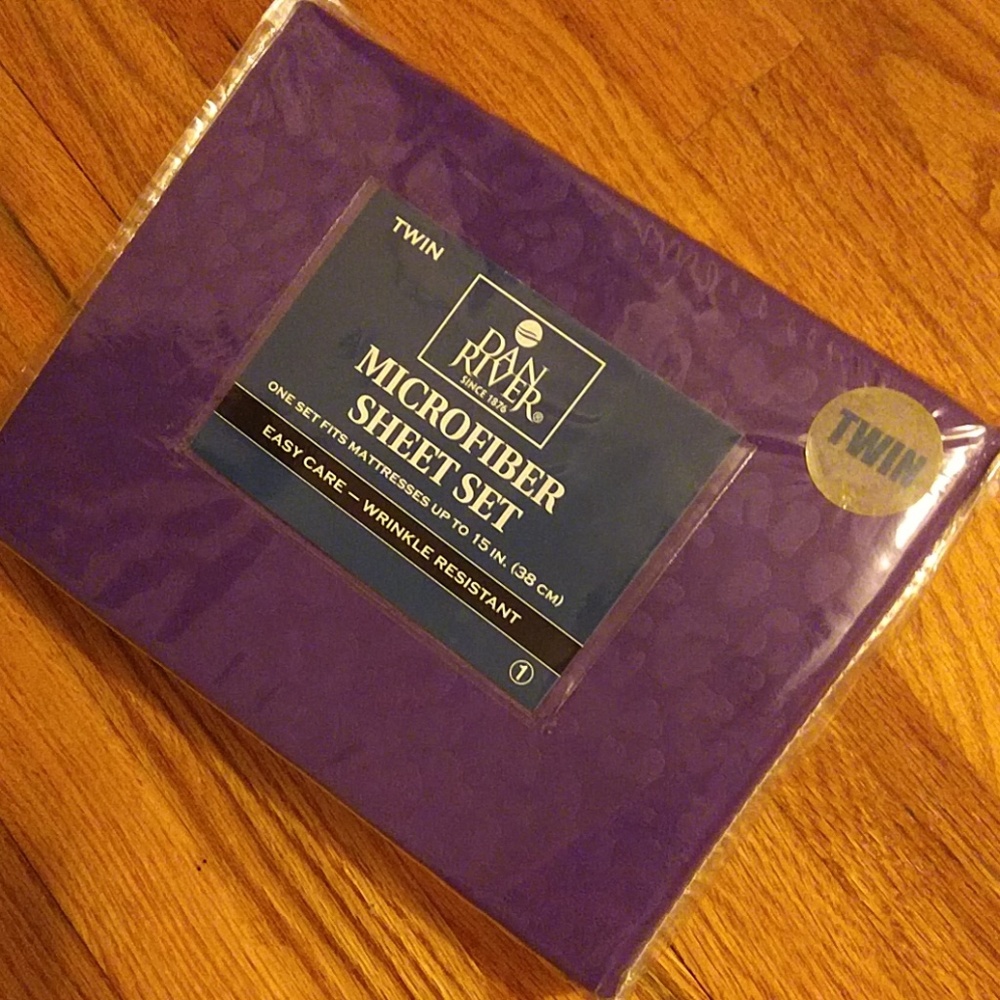 TWIN
DAN
RIVER®
SINCE 1876
MICROFIBER
SHEET SET
ONE SET FITS MATTRESSES UP TO 15 IN. (38 CM)
EASY CARE — WRINKLE RESISTANT
1
TWIN